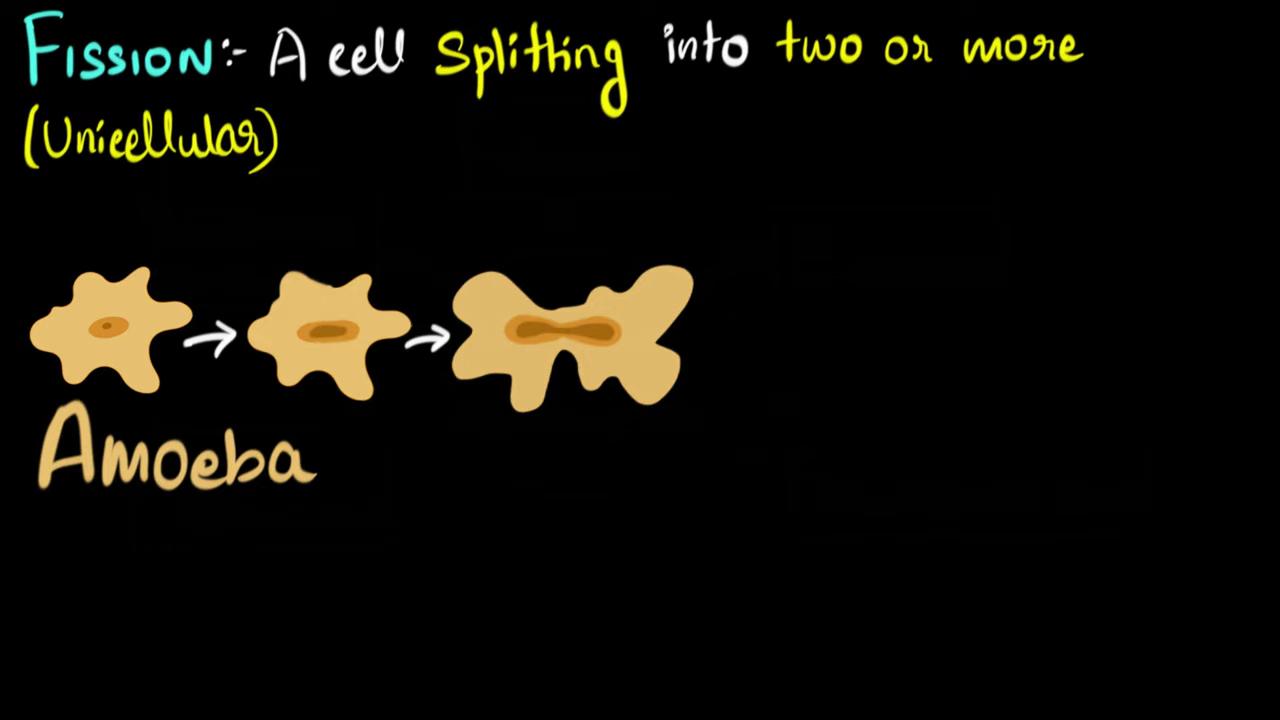 FISSION:- A cell Splitting into two or more
(Unicellular)
Amoeba